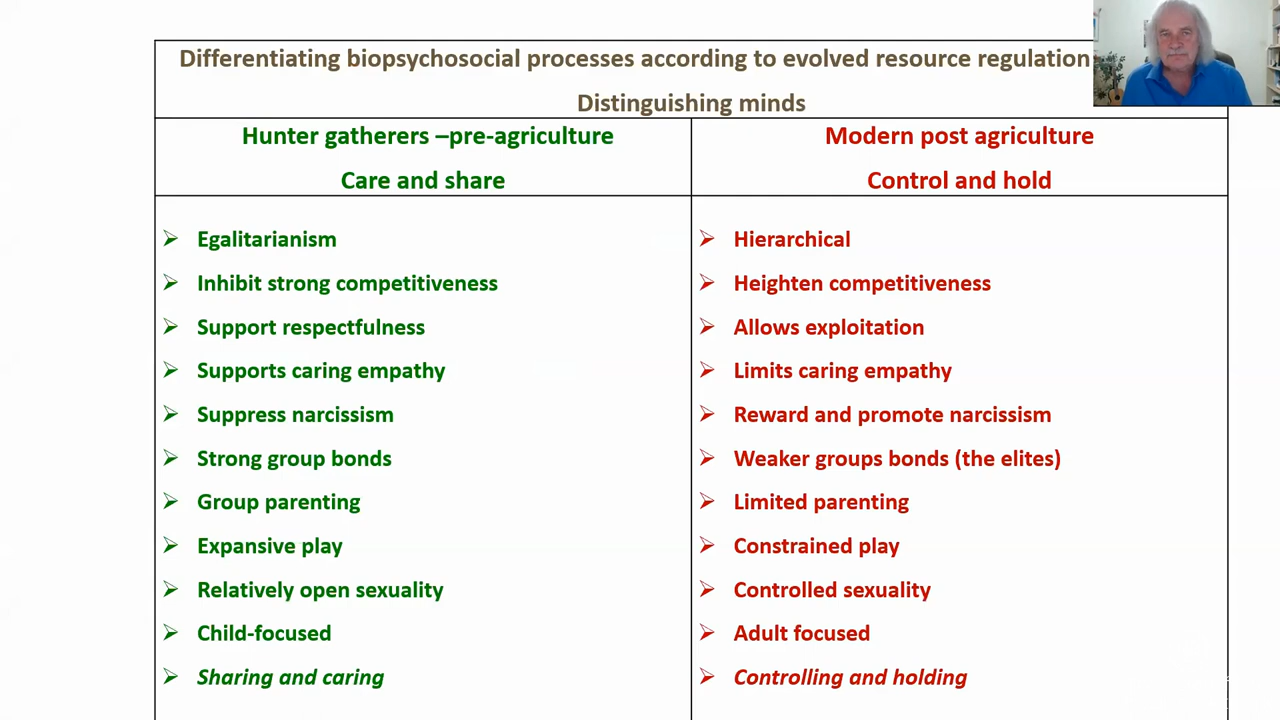 Differentiating biopsychosocial processes according to evolved resource regulation
Distinguishing minds
Hunter gatherers –pre-agriculture
Care and share
Modern post agriculture
Control and hold
Egalitarianism
Inhibit strong competitiveness
Support respectfulness
Supports caring empathy
Suppress narcissism
Strong group bonds
Group parenting
Expansive play
Relatively open sexuality
Child-focused
Sharing and caring
Hierarchical
Heighten competitiveness
Allows exploitation
Limits caring empathy
Reward and promote narcissism
Weaker groups bonds (the elites)
Limited parenting
Constrained play
Controlled sexuality
Adult focused
Controlling and holding